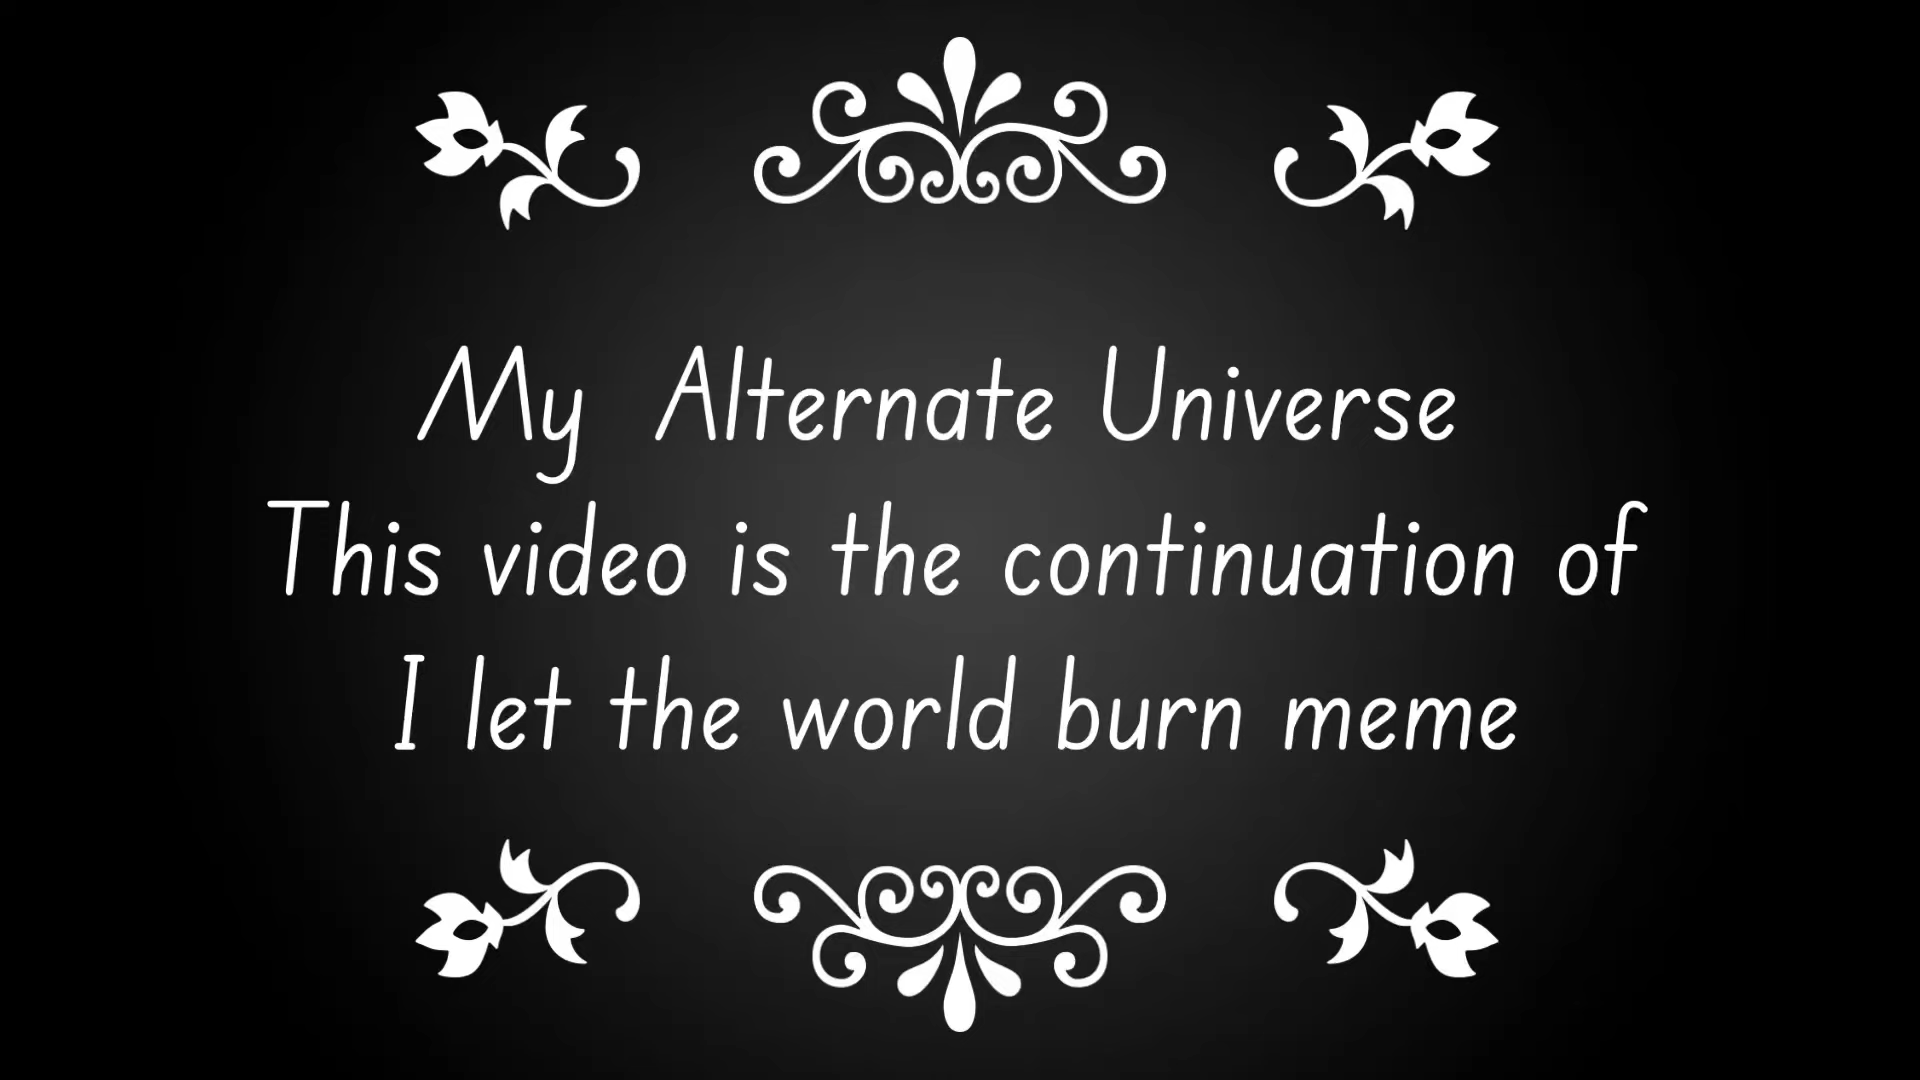 My Alternate Universe
This video is the continuation of
I let the world burn meme